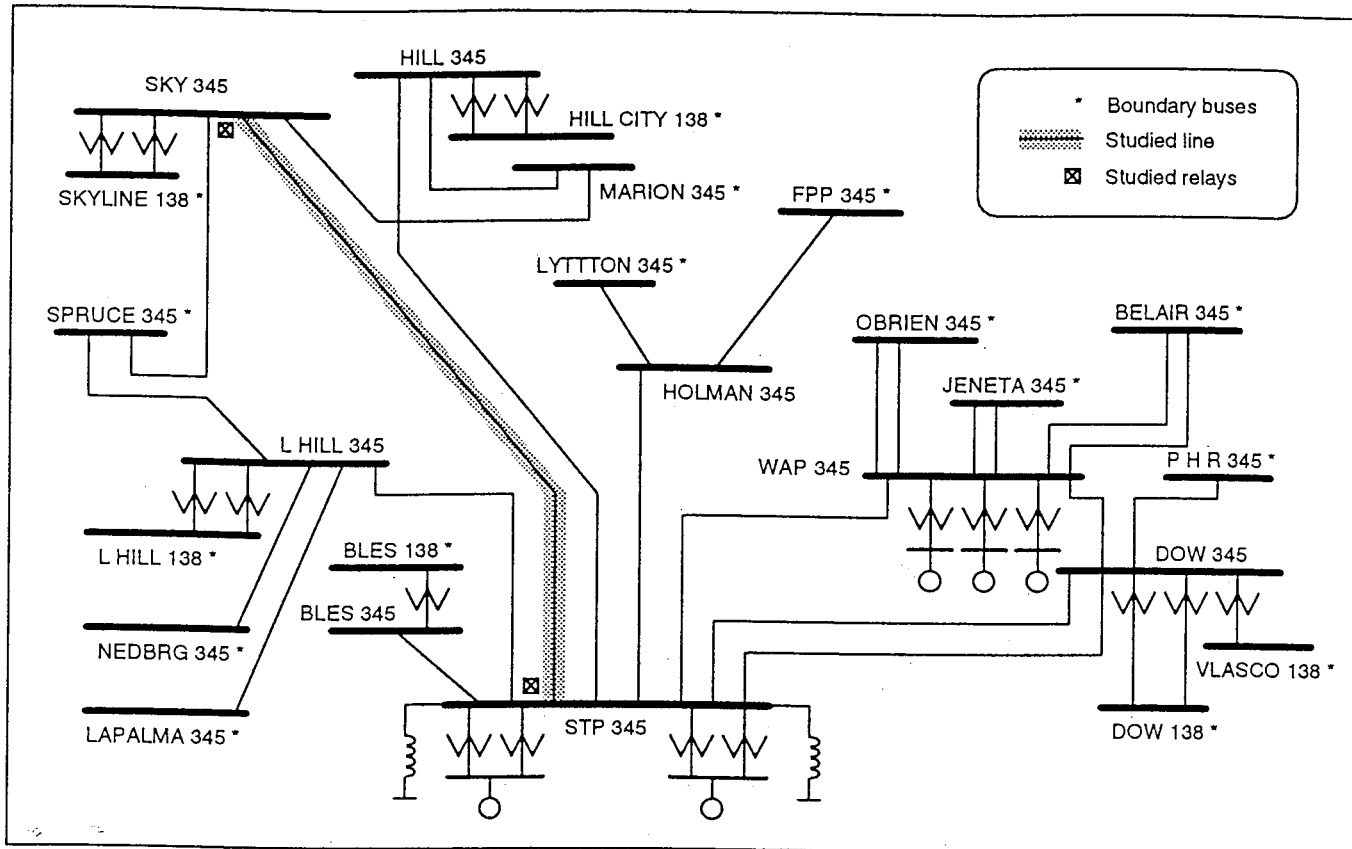 HILL 345
SKY 345
HILL CITY 138 *
SKYLINE 138 *
MARION 345 *
FPP 345 *
* Boundary buses
Studied line
Studied relays
LYTTTON 345 *
SPRUCE 345 *
OBRIEN 345 *
BELAIR 345 *
HOLMAN 345
JENETA 345 *
L HILL 345
WAP 345
P H R 345 *
L HILL 138 *
BLES 138 *
DOW 345
BLES 345
NEDBRG 345 *
VLASCO 138 *
LAPALMA 345 *
STP 345
DOW 138 *